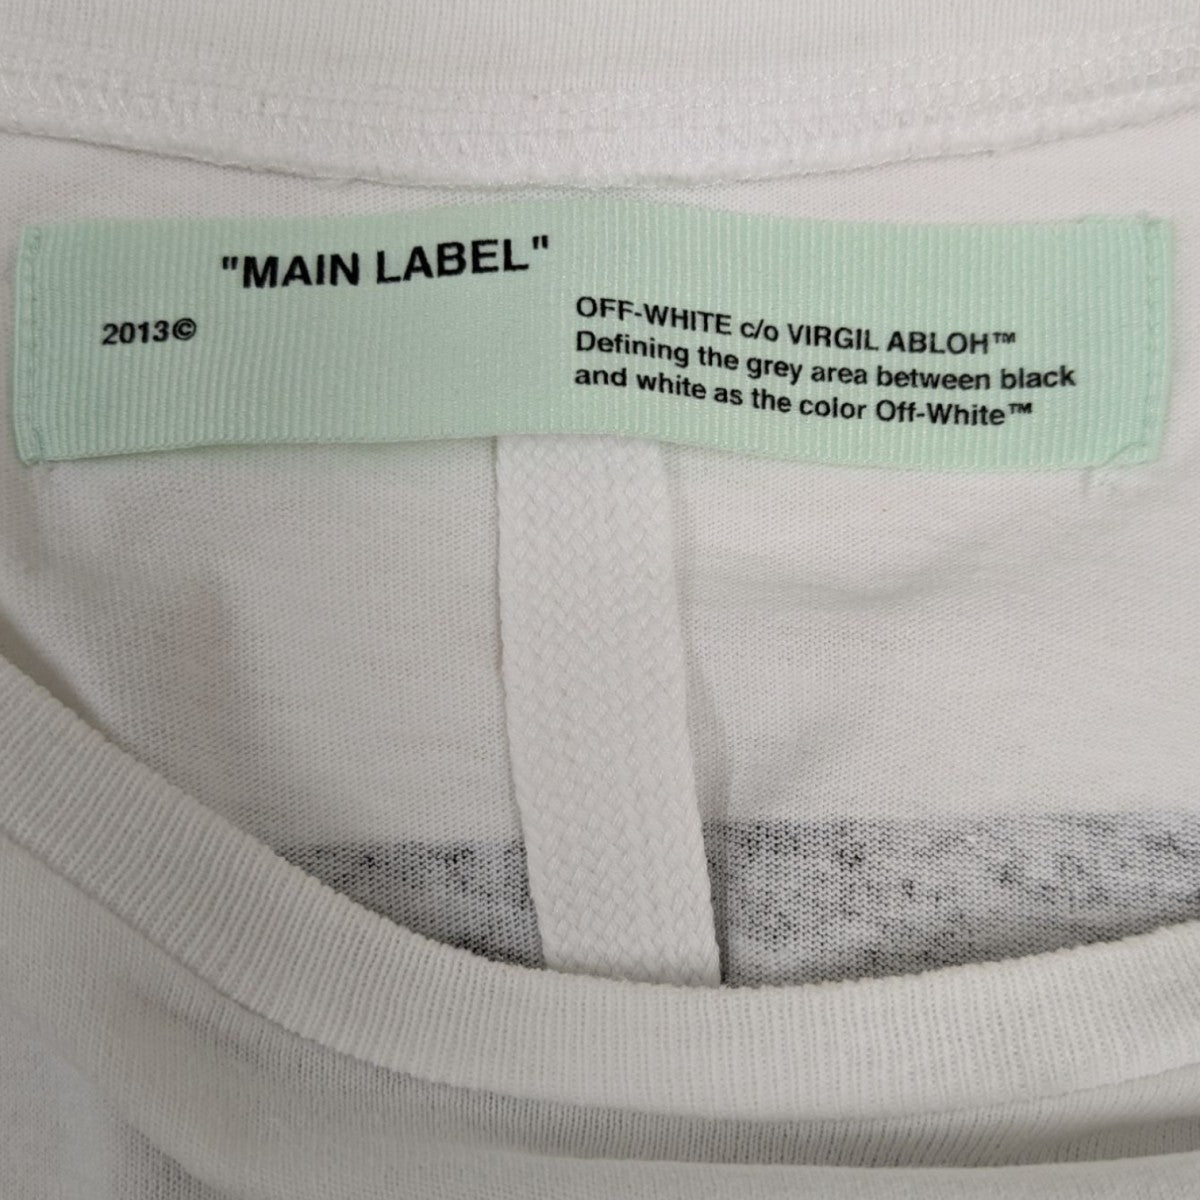 "MAIN LABEL"
2013©
OFF-WHITE c/o VIRGIL ABLOH™
Defining the grey area between black
and white as the color Off-White™